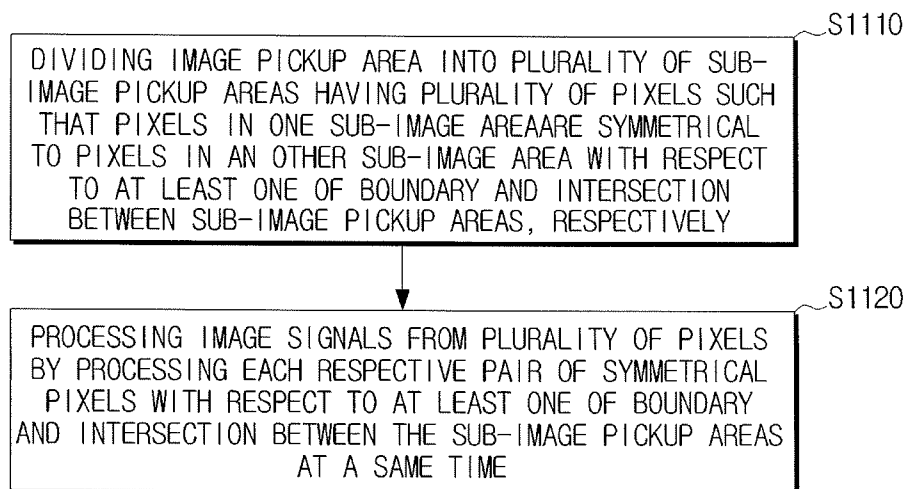 S1110
DIVIDING IMAGE PICKUP AREA INTO PLURALITY OF SUB-
IMAGE PICKUP AREAS HAVING PLURALITY OF PIXELS SUCH
THAT PIXELS IN ONE SUB-IMAGE AREAARE SYMMETRICAL
TO PIXELS IN AN OTHER SUB-IMAGE AREA WITH RESPECT
TO AT LEAST ONE OF BOUNDARY AND INTERSECTION
BETWEEN SUB-IMAGE PICKUP AREAS, RESPECTIVELY
S1120
PROCESSING IMAGE SIGNALS FROM PLURALITY OF PIXELS
BY PROCESSING EACH RESPECTIVE PAIR OF SYMMETRICAL
PIXELS WITH RESPECT TO AT LEAST ONE OF BOUNDARY
AND INTERSECTION BETWEEN THE SUB-IMAGE PICKUP AREAS
AT A SAME TIME